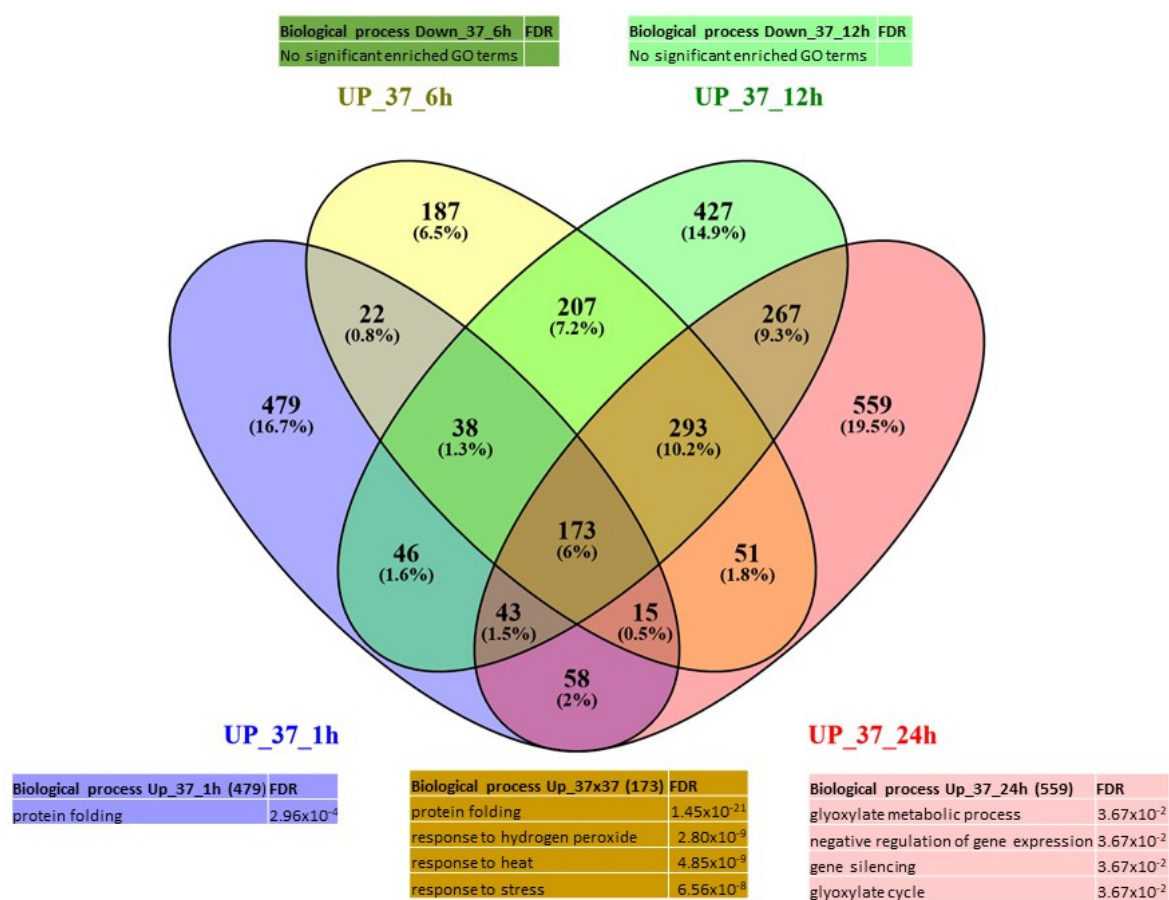 Biological process Down_37_6h FDR
No significant enriched GO terms
Biological process Down_37_12h FDR
No significant enriched GO terms
UP_37_6h
UP_37_12h
187
(6.5%)
427
(14.9%)
22
(0.8%)
207
(7.2%)
267
(9.3%)
479
(16.7%)
38
(1.3%)
293
(10.2%)
559
(19.5%)
46
(1.6%)
173
(6%)
51
(1.8%)
43
(1.5%)
15
(0.5%)
58
(2%)
UP_37_1h
UP_37_24h
Biological process Up_37_1h (479) FDR
protein folding 2.96x10⁻⁴
Biological process Up_37x37 (173) FDR
protein folding 1.45x10⁻²¹
response to hydrogen peroxide 2.80x10⁻⁹
response to heat 4.85x10⁻⁹
response to stress 6.56x10⁻⁸
Biological process Up_37_24h (559) FDR
glyoxylate metabolic process 3.67x10⁻²
negative regulation of gene expression 3.67x10⁻²
gene silencing 3.67x10⁻²
glyoxylate cycle 3.67x10⁻²